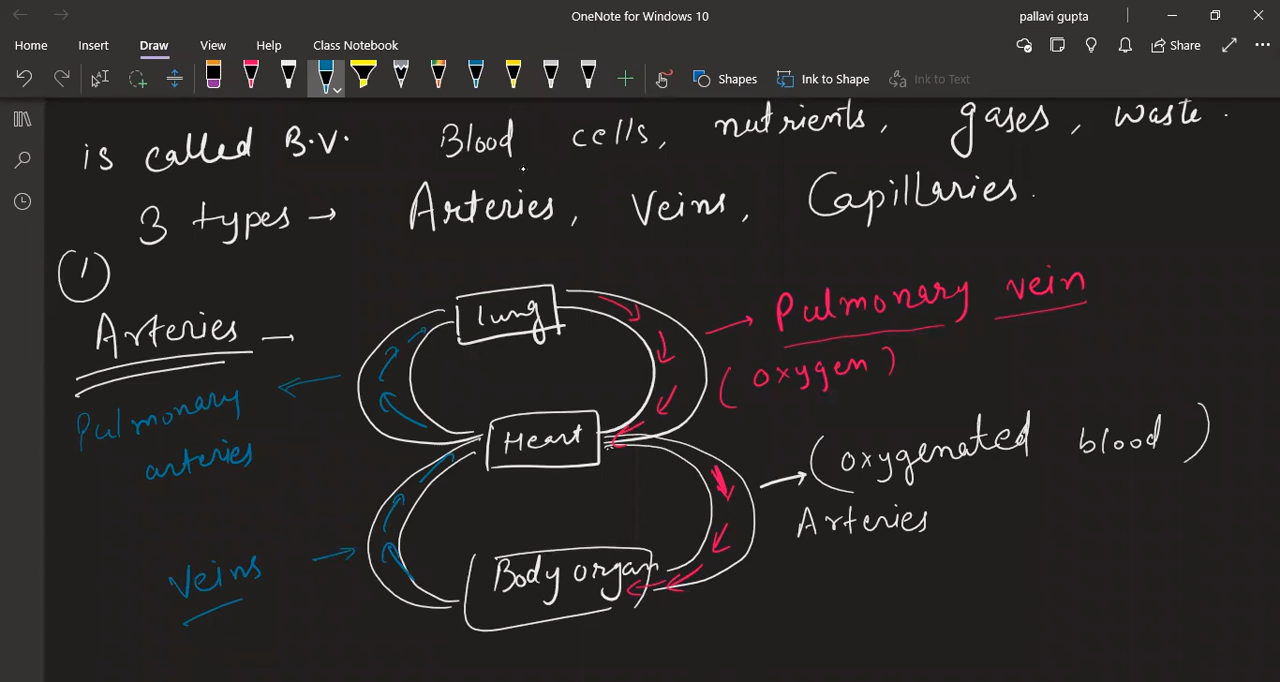 OneNote for Windows 10
pallavi gupta
Home Insert Draw View Help Class Notebook
Share
Shapes Ink to Shape Ink to Text
is called B.V. Blood cells, nutrients, gases, waste.
3 types → Arteries, Veins, Capillaries.
1
Arteries —
Lung
→ Pulmonary vein
(oxygen)
Pulmonary
arteries
Heart
→ (oxygenated blood)
Arteries
Veins →
Body organ